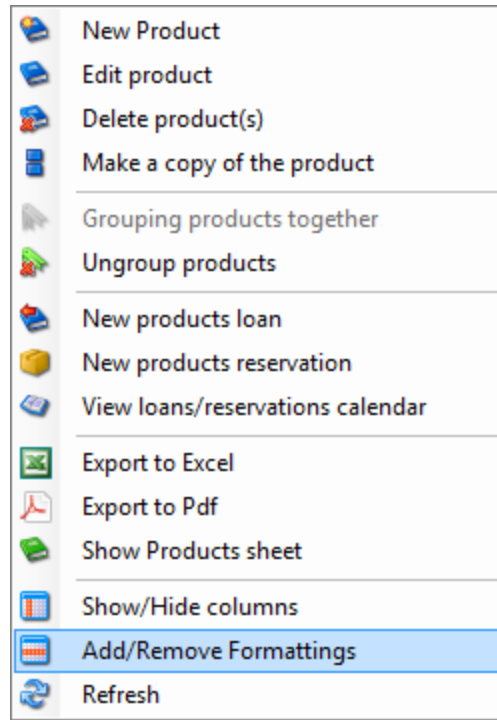 New Product
Edit product
Delete product(s)
Make a copy of the product
Grouping products together
Ungroup products
New products loan
New products reservation
View loans/reservations calendar
Export to Excel
Export to Pdf
Show Products sheet
Show/Hide columns
Add/Remove Formattings
Refresh